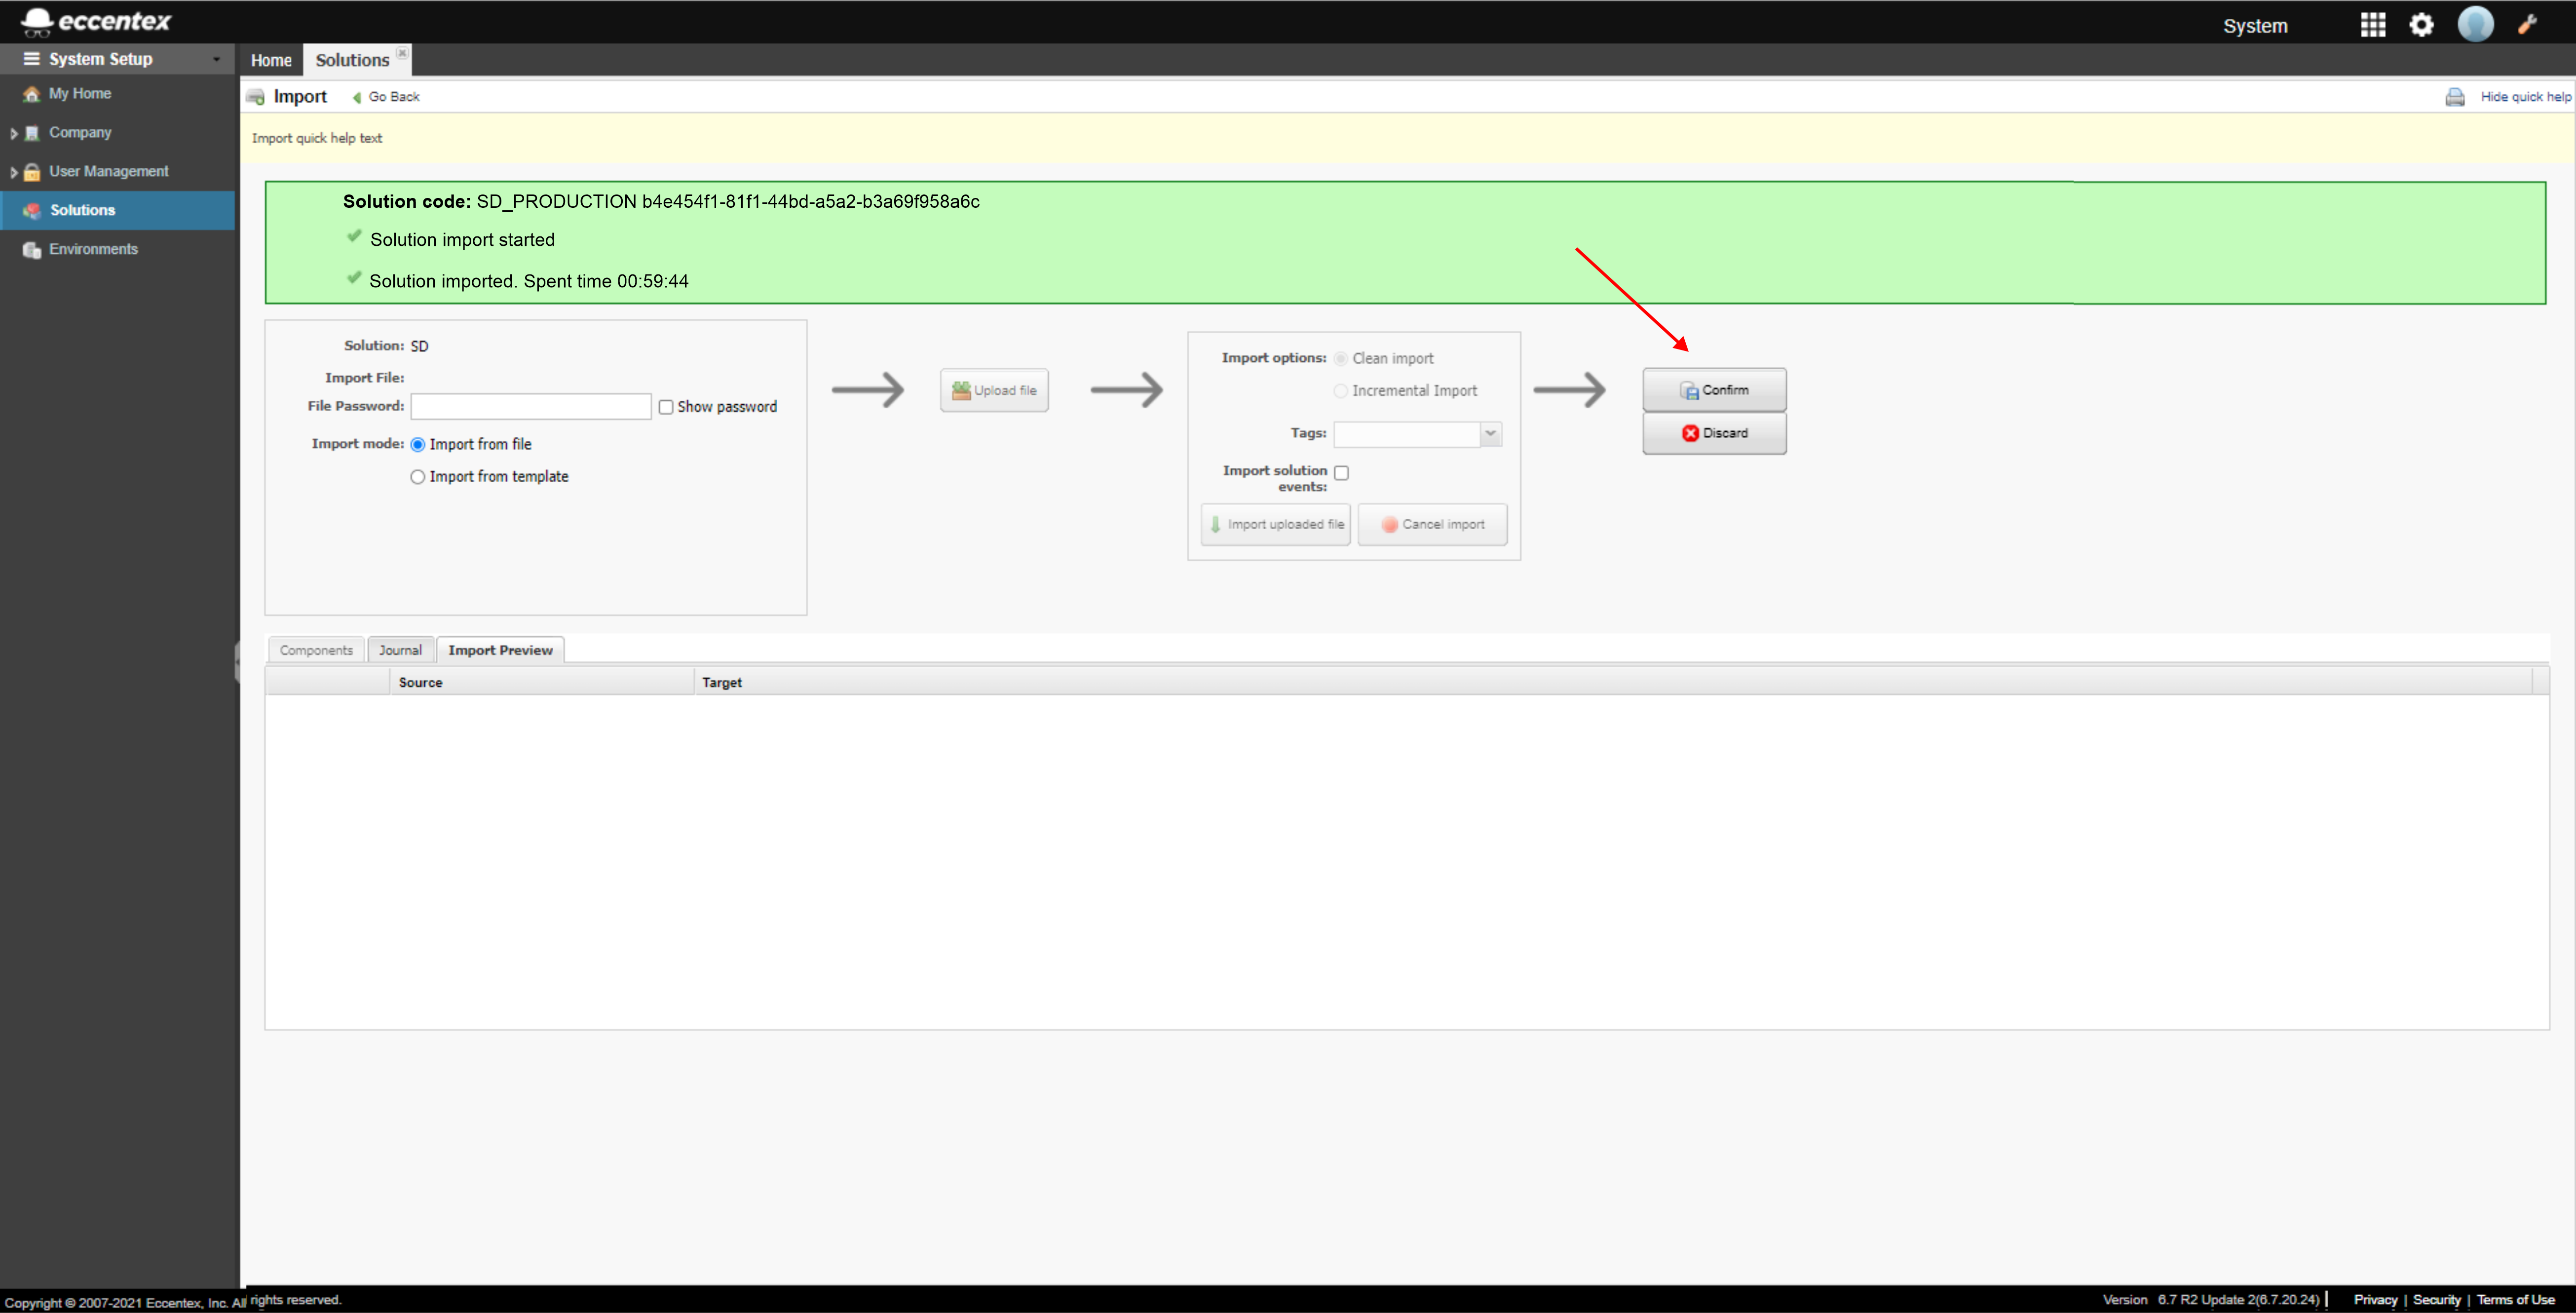 eccentex
System
System Setup
Home
Solutions
My Home
Import
Go Back
Hide quick help
Company
Import quick help text
User Management
Solutions
Environments
Solution code: SD_PRODUCTION b4e454f1-81f1-44bd-a5a2-b3a69f958a6c
Solution import started
Solution imported. Spent time 00:59:44
Solution: SD
Import File:
File Password:
Show password
Import mode: Import from file
Import from template
Upload file
Import options: Clean import
Incremental Import
Tags:
Import solution
events:
Import uploaded file
Cancel import
Confirm
Discard
Components
Journal
Import Preview
Source
Target
Copyright © 2007-2021 Eccentex, Inc. All rights reserved.
Version 6.7 R2 Update 2(6.7.20.24) | Privacy | Security | Terms of Use